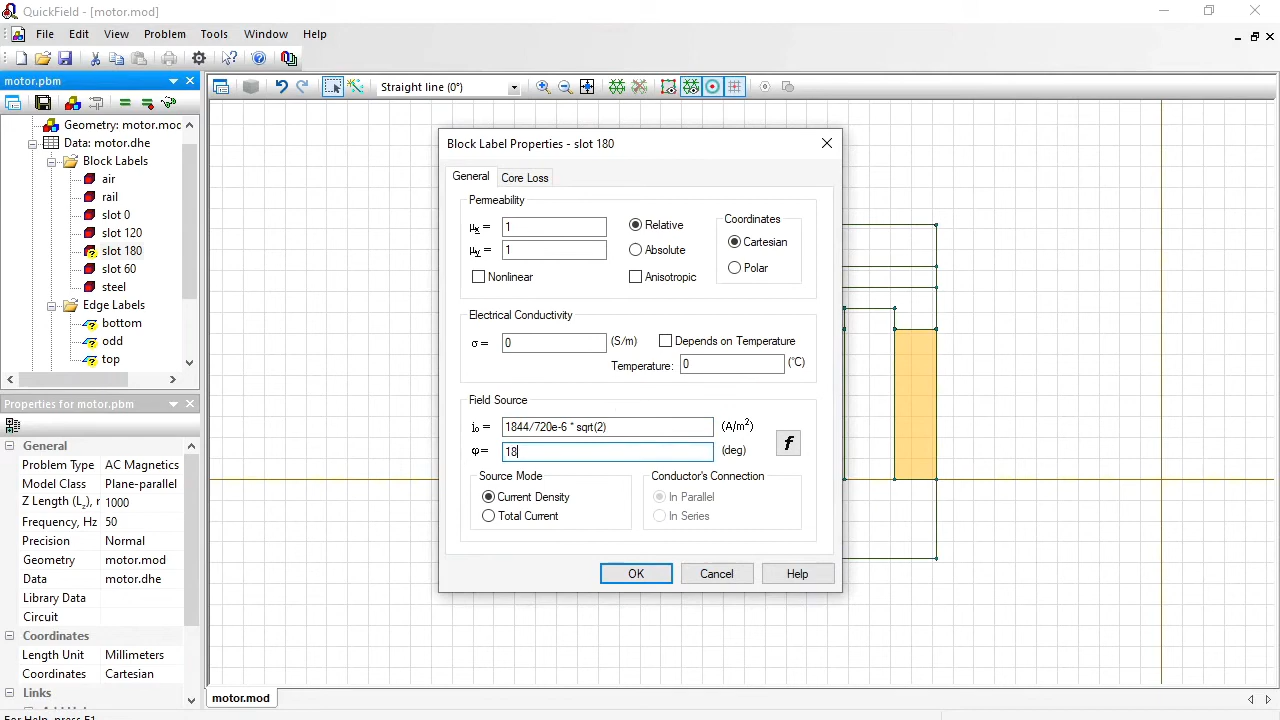 QuickField - [motor.mod]
File Edit View Problem Tools Window Help
motor.pbm
Straight line (0°)
Geometry: motor.moc
Data: motor.dhe
Block Labels
air
rail
slot 0
slot 120
slot 180
slot 60
steel
Edge Labels
bottom
odd
top
Properties for motor.pbm
General
Problem Type AC Magnetics
Model Class Plane-parallel
Z Length (Lz), r 1000
Frequency, Hz 50
Precision Normal
Geometry motor.mod
Data motor.dhe
Library Data
Circuit
Coordinates
Length Unit Millimeters
Coordinates Cartesian
Links
Block Label Properties - slot 180
General Core Loss
Permeability
μx = 1
μy = 1
Relative
Absolute
Nonlinear
Anisotropic
Coordinates
Cartesian
Polar
Electrical Conductivity
σ = 0 (S/m)
Depends on Temperature
Temperature: 0 (°C)
Field Source
j₀ = 1844/720e-6 * sqrt(2) (A/m²)
φ = 18 (deg)
f
Source Mode
Current Density
Total Current
Conductor's Connection
In Parallel
In Series
OK Cancel Help
motor.mod
For Help, press F1